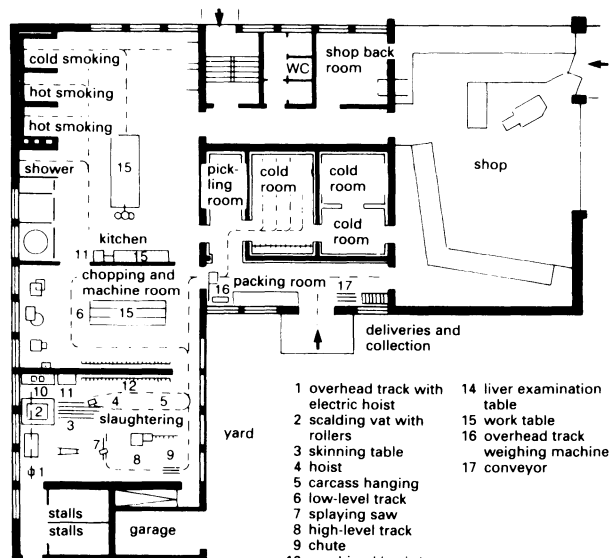 cold smoking
hot smoking
hot smoking
WC
shop back
room
shop
15
shower
pick-
ling
room
cold
room
cold
room
cold
room
kitchen
11 15
chopping and
machine room
6 15
16
packing room
17
deliveries and
collection
10 11 12
2 3 4 5
slaughtering
7 8 9
1
yard
stalls
stalls
garage
1 overhead track with
electric hoist
2 scalding vat with
rollers
3 skinning table
4 hoist
5 carcass hanging
6 low-level track
7 splaying saw
8 high-level track
9 chute
14 liver examination
table
15 work table
16 overhead track
weighing machine
17 conveyor